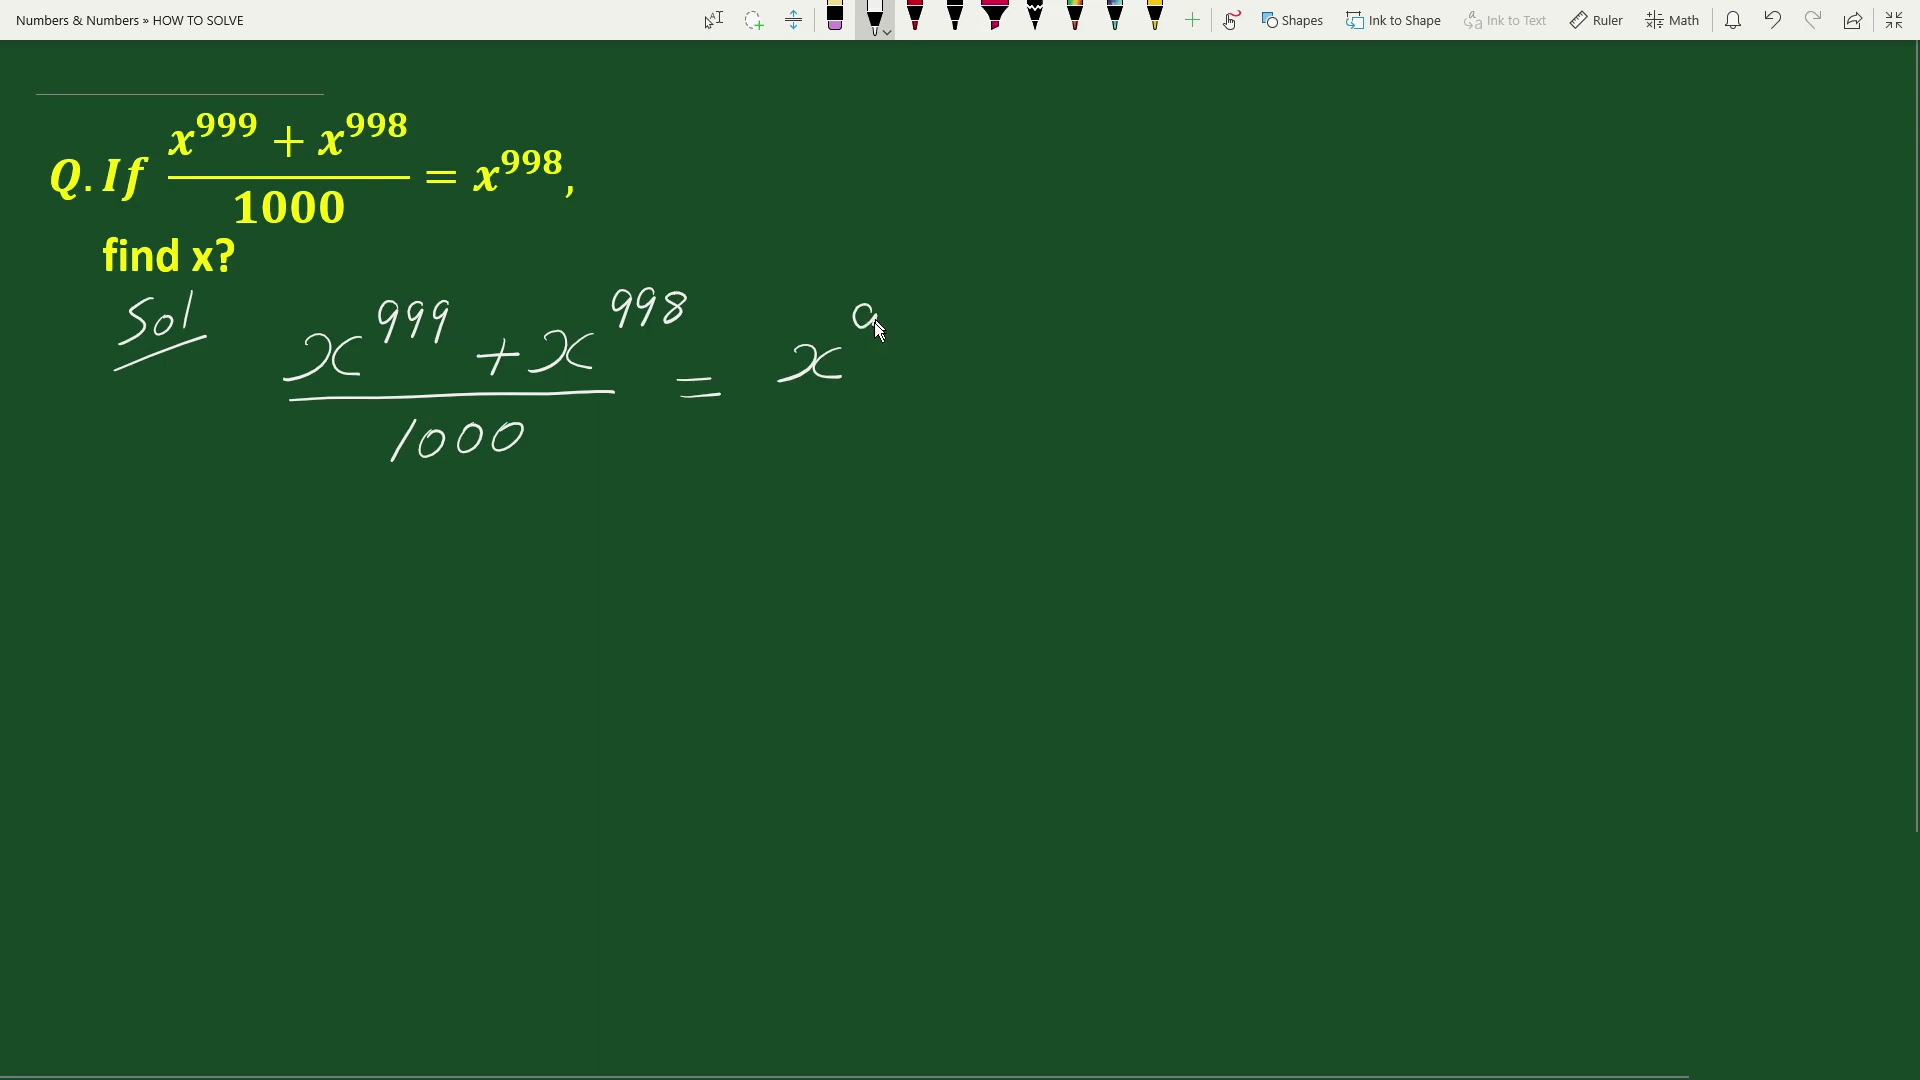 Numbers & Numbers » HOW TO SOLVE
Shapes
Ink to Shape
Ink to Text
Ruler
Math
Q. If (x^999 + x^998)/1000 = x^998,
find x?
Sol
(x^999 + x^998)/1000 = x^9